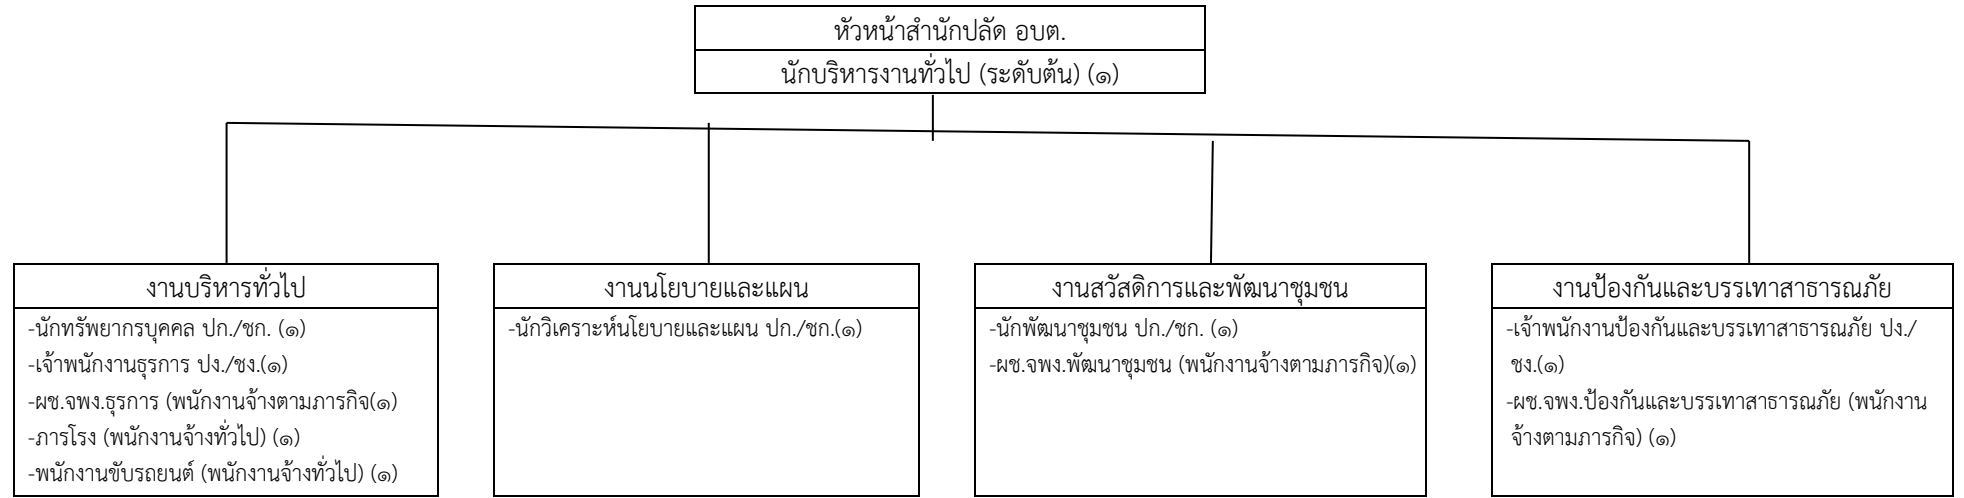 หัวหน้าสำนักปลัด อบต.
นักบริหารงานทั่วไป (ระดับต้น) (๑)
งานบริหารทั่วไป
-นักทรัพยากรบุคคล ปก./ชก. (๑)
-เจ้าพนักงานธุรการ ปง./ชง.(๑)
-ผช.จพง.ธุรการ (พนักงานจ้างตามภารกิจ(๑)
-ภารโรง (พนักงานจ้างทั่วไป) (๑)
-พนักงานขับรถยนต์ (พนักงานจ้างทั่วไป) (๑)
งานนโยบายและแผน
-นักวิเคราะห์นโยบายและแผน ปก./ชก.(๑)
งานสวัสดิการและพัฒนาชุมชน
-นักพัฒนาชุมชน ปก./ชก. (๑)
-ผช.จพง.พัฒนาชุมชน (พนักงานจ้างตามภารกิจ)(๑)
งานป้องกันและบรรเทาสาธารณภัย
-เจ้าพนักงานป้องกันและบรรเทาสาธารณภัย ปง./
ชง.(๑)
-ผช.จพง.ป้องกันและบรรเทาสาธารณภัย (พนักงาน
จ้างตามภารกิจ) (๑)